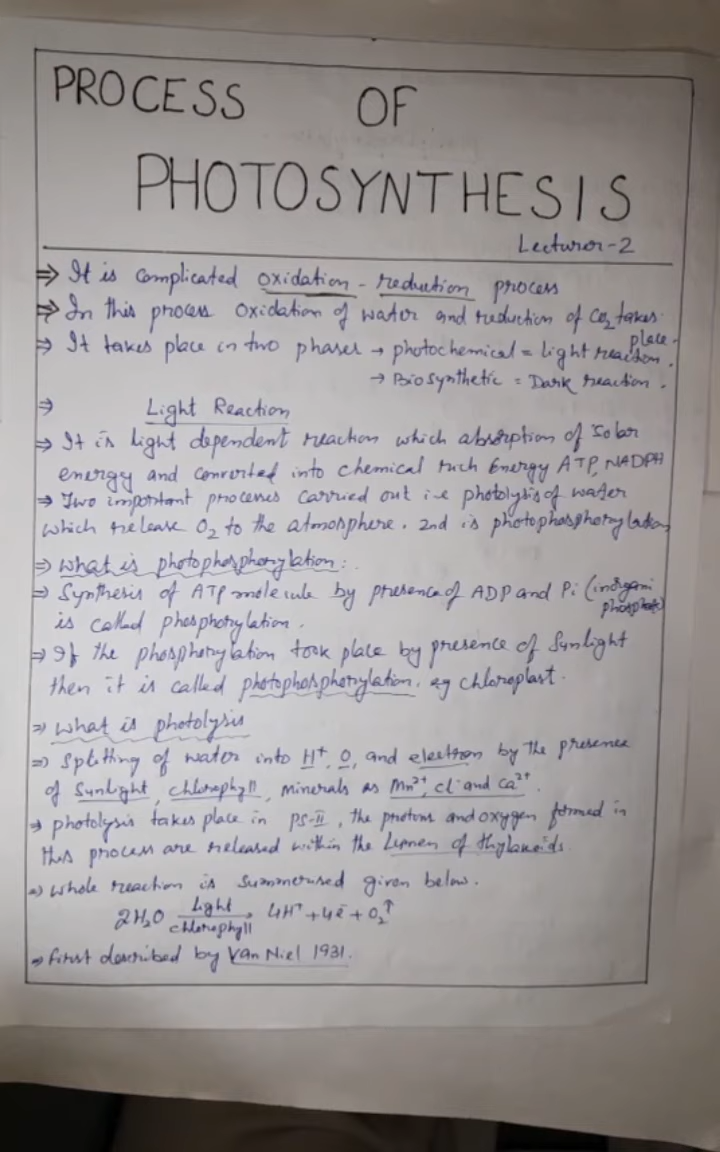 PROCESS OF
PHOTOSYNTHESIS
Lecturor-2
⇒ It is complicated oxidation - reduction process
⇒ In this process oxidation of water and reduction of CO2 takes place.
⇒ It takes place in two phases → photochemical = Light reaction.
→ Biosynthetic = Dark reaction.
⇒ Light Reaction
⇒ It is light dependent reaction which absorption of Solar
energy and converted into chemical rich Energy ATP, NADPH
⇒ Two important processes carried out i.e photolysis of water
which release O2 to the atmosphere. 2nd is photophosphorylation
⇒ What is photophosphorylation:.
⇒ Synthesis of ATP molecule by presence of ADP and Pi (inorgani phosphate)
is called phosphorylation.
⇒ If the phosphorylation took place by presence of Sunlight
then it is called photophosphorylation. eg chloroplast.
⇒ What is photolysis
⇒ Splitting of water into H+, O, and electron by the presence
of Sunlight, chlorophyll, minerals as Mn2+, Cl- and Ca2+.
→ photolysis takes place in PS-II, the protons and oxygen formed in
this process are released within the Lumen of thylakoids.
⇒ Whole reaction is Summerused given below.
2H2O Light chlorophyll → 4H+ + 4e- + O2↑
⇒ First described by Van Niel 1931.